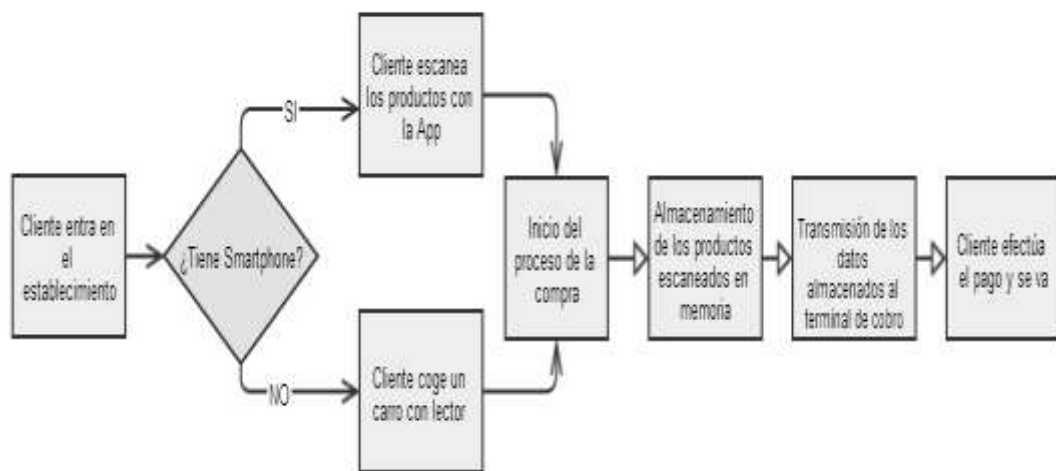 Cliente entra en
el
establecimiento
¿Tiene Smartphone?
SI
Cliente escanea
los productos con
la App
NO
Cliente coge un
carro con lector
Inicio del
proceso de la
compra
Almacenamiento
de los productos
escaneados en
memoria
Transmisión de los
datos
almacenados al
terminal de cobro
Cliente efectúa
el pago y se va